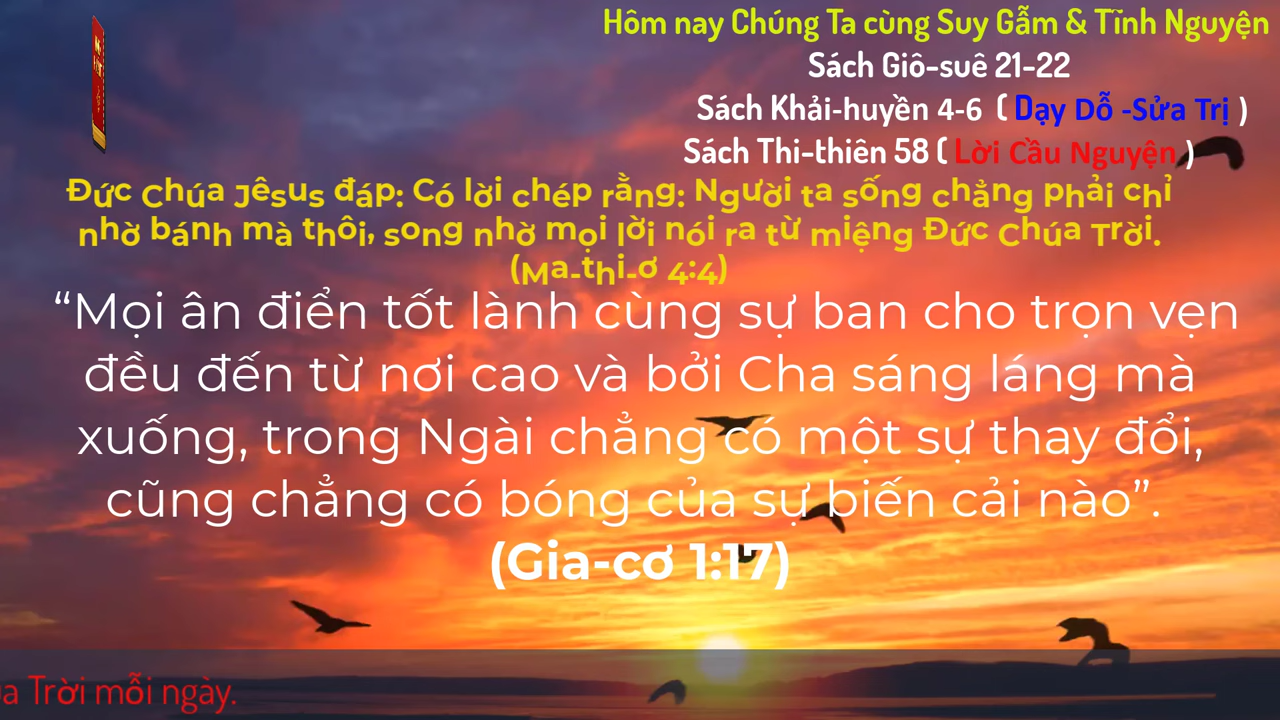 Hôm nay Chúng Ta cùng Suy Gẫm & Tĩnh Nguyện
Sách Giô-suê 21-22
Sách Khải-huyền 4-6 ( Dạy Dỗ -Sửa Trị )
Sách Thi-thiên 58 ( Lời Cầu Nguyện )
Đức Chúa Jêsus đáp: Có lời chép rằng: Người ta sống chẳng phải chỉ
nhờ bánh mà thôi, song nhờ mọi lời nói ra từ miệng Đức Chúa Trời.
(Ma-thi-ơ 4:4)
“Mọi ân điển tốt lành cùng sự ban cho trọn vẹn
đều đến từ nơi cao và bởi Cha sáng láng mà
xuống, trong Ngài chẳng có một sự thay đổi,
cũng chẳng có bóng của sự biến cải nào”.
(Gia-cơ 1:17)
Trời mỗi ngày.